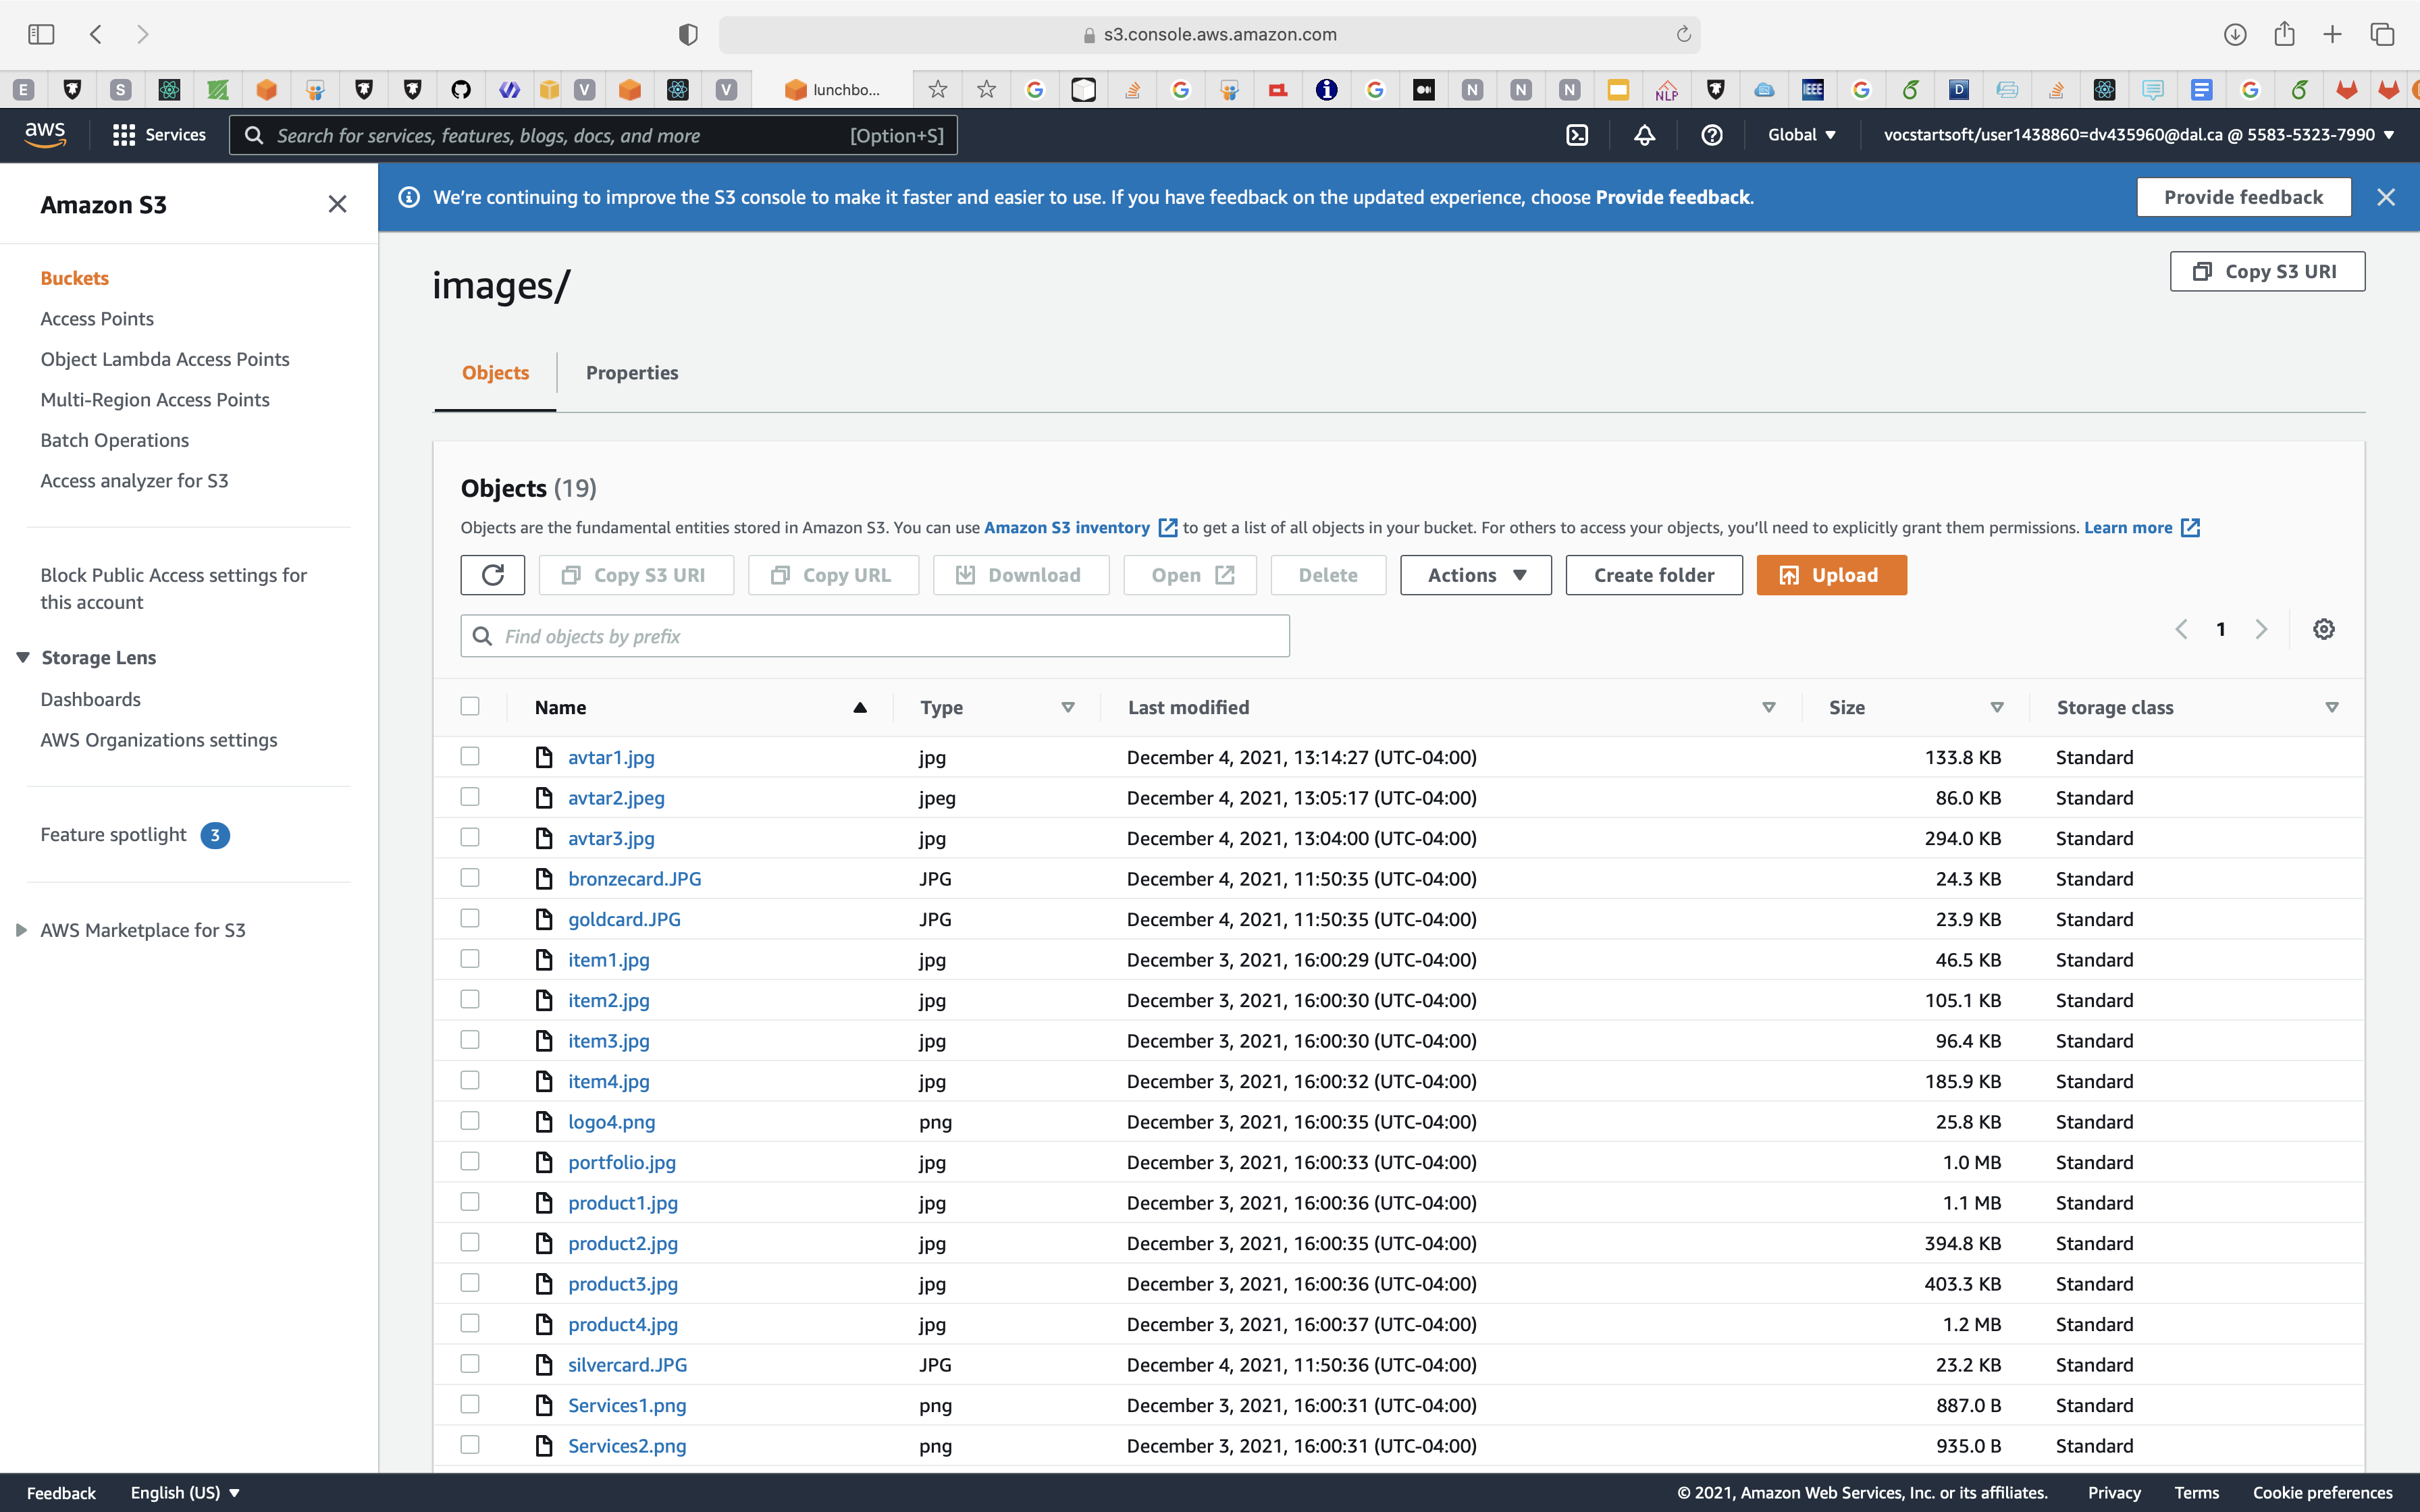 s3.console.aws.amazon.com
E S V V lunchbo... N N N NLP IEEE D
aws Services Search for services, features, blogs, docs, and more [Option+S] Global vocstartsoft/user1438860=dv435960@dal.ca @ 5583-5323-7990
Amazon S3
We're continuing to improve the S3 console to make it faster and easier to use. If you have feedback on the updated experience, choose Provide feedback. Provide feedback
Buckets
Access Points
Object Lambda Access Points
Multi-Region Access Points
Batch Operations
Access analyzer for S3
Block Public Access settings for
this account
Storage Lens
Dashboards
AWS Organizations settings
Feature spotlight 3
AWS Marketplace for S3
images/
Copy S3 URI
Objects Properties
Objects (19)
Objects are the fundamental entities stored in Amazon S3. You can use Amazon S3 inventory to get a list of all objects in your bucket. For others to access your objects, you'll need to explicitly grant them permissions. Learn more
Copy S3 URI Copy URL Download Open Delete Actions Create folder Upload
Find objects by prefix 1
Name Type Last modified Size Storage class
avtar1.jpg jpg December 4, 2021, 13:14:27 (UTC-04:00) 133.8 KB Standard
avtar2.jpeg jpeg December 4, 2021, 13:05:17 (UTC-04:00) 86.0 KB Standard
avtar3.jpg jpg December 4, 2021, 13:04:00 (UTC-04:00) 294.0 KB Standard
bronzecard.JPG JPG December 4, 2021, 11:50:35 (UTC-04:00) 24.3 KB Standard
goldcard.JPG JPG December 4, 2021, 11:50:35 (UTC-04:00) 23.9 KB Standard
item1.jpg jpg December 3, 2021, 16:00:29 (UTC-04:00) 46.5 KB Standard
item2.jpg jpg December 3, 2021, 16:00:30 (UTC-04:00) 105.1 KB Standard
item3.jpg jpg December 3, 2021, 16:00:30 (UTC-04:00) 96.4 KB Standard
item4.jpg jpg December 3, 2021, 16:00:32 (UTC-04:00) 185.9 KB Standard
logo4.png png December 3, 2021, 16:00:35 (UTC-04:00) 25.8 KB Standard
portfolio.jpg jpg December 3, 2021, 16:00:33 (UTC-04:00) 1.0 MB Standard
product1.jpg jpg December 3, 2021, 16:00:36 (UTC-04:00) 1.1 MB Standard
product2.jpg jpg December 3, 2021, 16:00:35 (UTC-04:00) 394.8 KB Standard
product3.jpg jpg December 3, 2021, 16:00:36 (UTC-04:00) 403.3 KB Standard
product4.jpg jpg December 3, 2021, 16:00:37 (UTC-04:00) 1.2 MB Standard
silvercard.JPG JPG December 4, 2021, 11:50:36 (UTC-04:00) 23.2 KB Standard
Services1.png png December 3, 2021, 16:00:31 (UTC-04:00) 887.0 B Standard
Services2.png png December 3, 2021, 16:00:31 (UTC-04:00) 935.0 B Standard
Feedback English (US) © 2021, Amazon Web Services, Inc. or its affiliates. Privacy Terms Cookie preferences